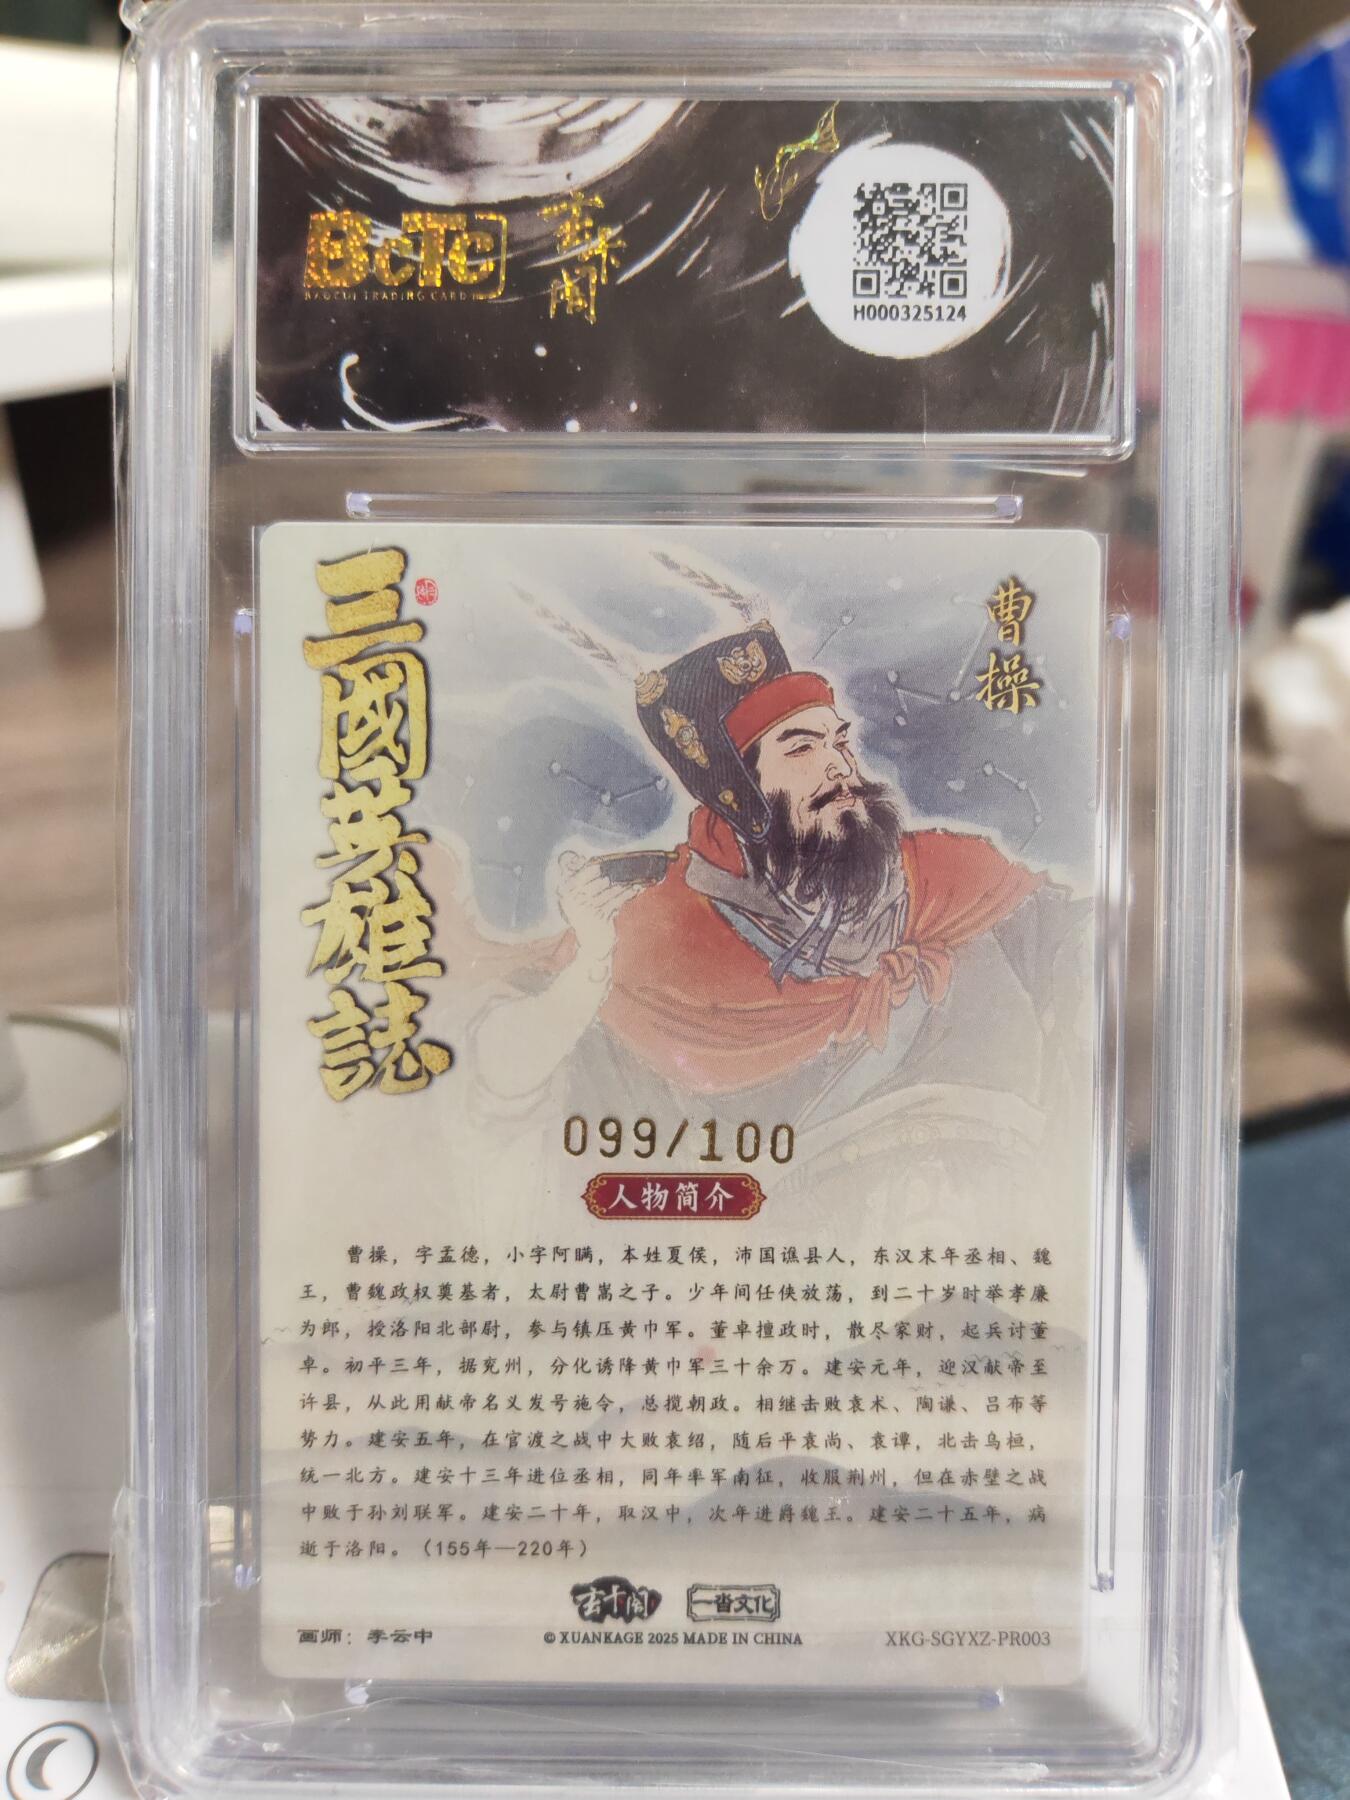 BcTc
BAOCUI TRADING CARD
玄卡阁
H000325124
三國英雄誌
曹操
099/100
人物简介
曹操，字孟德，小字阿瞒，本姓夏侯，沛国谯县人，东汉末年丞相、魏
王，曹魏政权奠基者，太尉曹嵩之子。少年间任侠放荡，到二十岁时举孝廉
为郎，授洛阳北部尉，参与镇压黄巾军。董卓擅政时，散尽家财，起兵讨董
卓。初平三年，据兖州，分化诱降黄巾军三十余万。建安元年，迎汉献帝至
许县，从此用献帝名义发号施令，总揽朝政。相继击败袁术、陶谦、吕布等
势力。建安五年，在官渡之战中大败袁绍，随后平袁尚、袁谭，北击乌桓，
统一北方。建安十三年进位丞相，同年率军南征，收服荆州，但在赤壁之战
中败于孙刘联军。建安二十年，取汉中，次年进爵魏王。建安二十五年，病
逝于洛阳。（155年—220年）
玄卡阁 一沓文化
画师：李云中 © XUANKAGE 2025 MADE IN CHINA XKG-SGYXZ-PR003